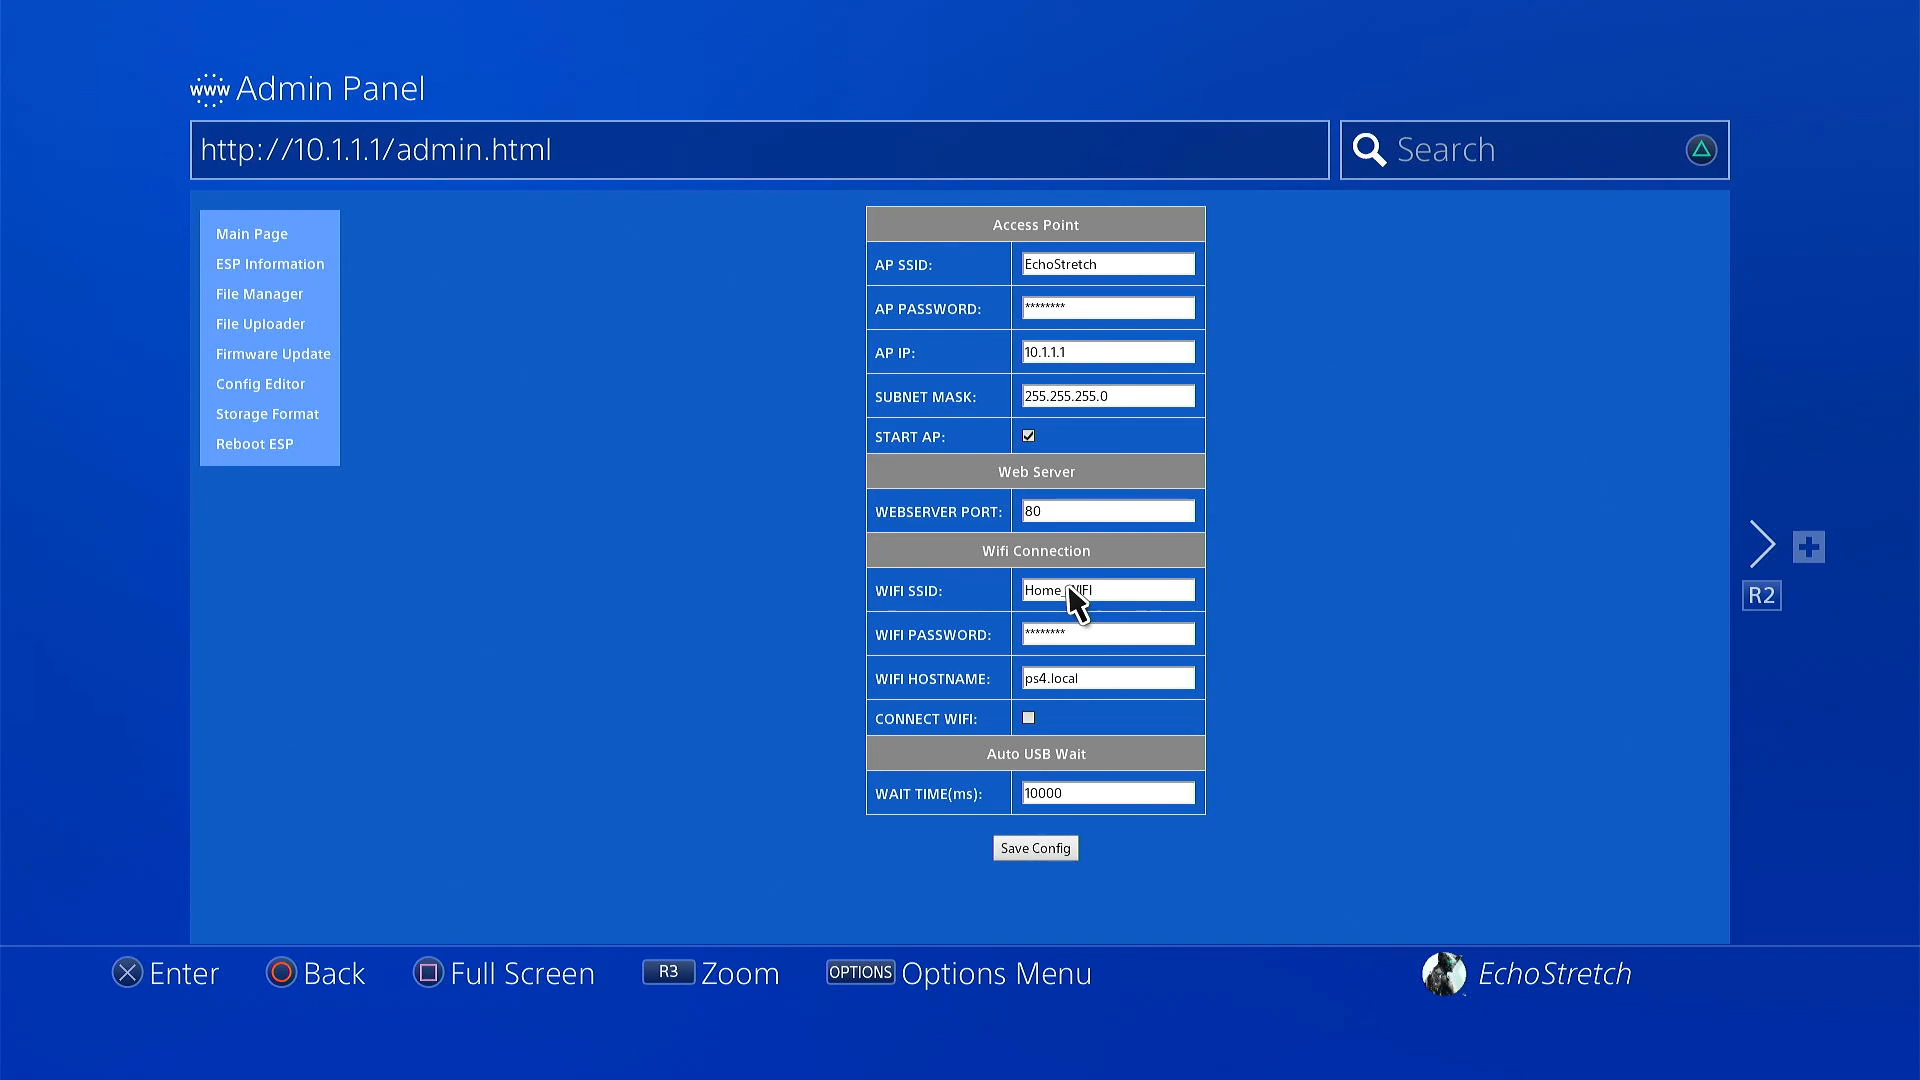 www Admin Panel
http://10.1.1.1/admin.html
Search
Main Page
ESP Information
File Manager
File Uploader
Firmware Update
Config Editor
Storage Format
Reboot ESP
Access Point
AP SSID: EchoStretch
AP PASSWORD: ********
AP IP: 10.1.1.1
SUBNET MASK: 255.255.255.0
START AP:
Web Server
WEBSERVER PORT: 80
Wifi Connection
WIFI SSID: Home_WIFI
WIFI PASSWORD: ********
WIFI HOSTNAME: ps4.local
CONNECT WIFI:
Auto USB Wait
WAIT TIME(ms): 10000
Save Config
R2
Enter Back Full Screen R3 Zoom OPTIONS Options Menu EchoStretch